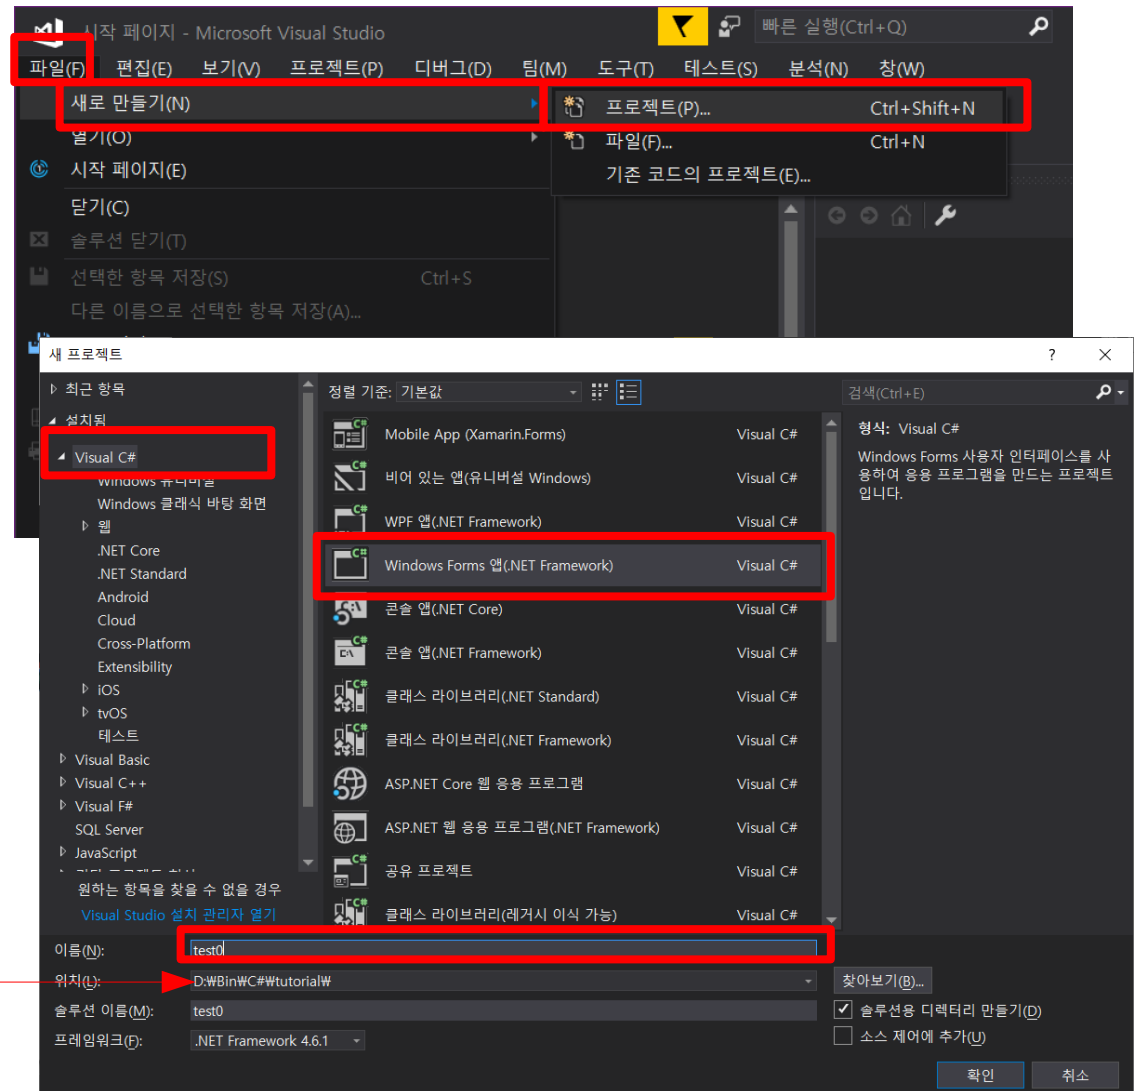 시작 페이지 - Microsoft Visual Studio
빠른 실행(Ctrl+Q)
파일(F) 편집(E) 보기(V) 프로젝트(P) 디버그(D) 팀(M) 도구(T) 테스트(S) 분석(N) 창(W)
새로 만들기(N)
프로젝트(P)... Ctrl+Shift+N
열기(O)
파일(F)... Ctrl+N
시작 페이지(E)
기존 코드의 프로젝트(E)...
닫기(C)
솔루션 닫기(T)
선택한 항목 저장(S) Ctrl+S
다른 이름으로 선택한 항목 저장(A)...
새 프로젝트
최근 항목
설치됨
Visual C#
Windows 유니버설
Windows 클래식 바탕 화면
웹
.NET Core
.NET Standard
Android
Cloud
Cross-Platform
Extensibility
iOS
tvOS
테스트
Visual Basic
Visual C++
Visual F#
SQL Server
JavaScript
원하는 항목을 찾을 수 없을 경우
Visual Studio 설치 관리자 열기
정렬 기준: 기본값
Mobile App (Xamarin.Forms) Visual C#
비어 있는 앱(유니버설 Windows) Visual C#
WPF 앱(.NET Framework) Visual C#
Windows Forms 앱(.NET Framework) Visual C#
콘솔 앱(.NET Core) Visual C#
콘솔 앱(.NET Framework) Visual C#
클래스 라이브러리(.NET Standard) Visual C#
클래스 라이브러리(.NET Framework) Visual C#
ASP.NET Core 웹 응용 프로그램 Visual C#
ASP.NET 웹 응용 프로그램(.NET Framework) Visual C#
공유 프로젝트 Visual C#
클래스 라이브러리(레거시 이식 가능) Visual C#
검색(Ctrl+E)
형식: Visual C#
Windows Forms 사용자 인터페이스를 사
용하여 응용 프로그램을 만드는 프로젝트
입니다.
이름(N): test0
위치(L): D:₩Bin₩C#₩tutorial₩ 찾아보기(B)...
솔루션 이름(M): test0 솔루션용 디렉터리 만들기(D)
프레임워크(F): .NET Framework 4.6.1 소스 제어에 추가(U)
확인 취소